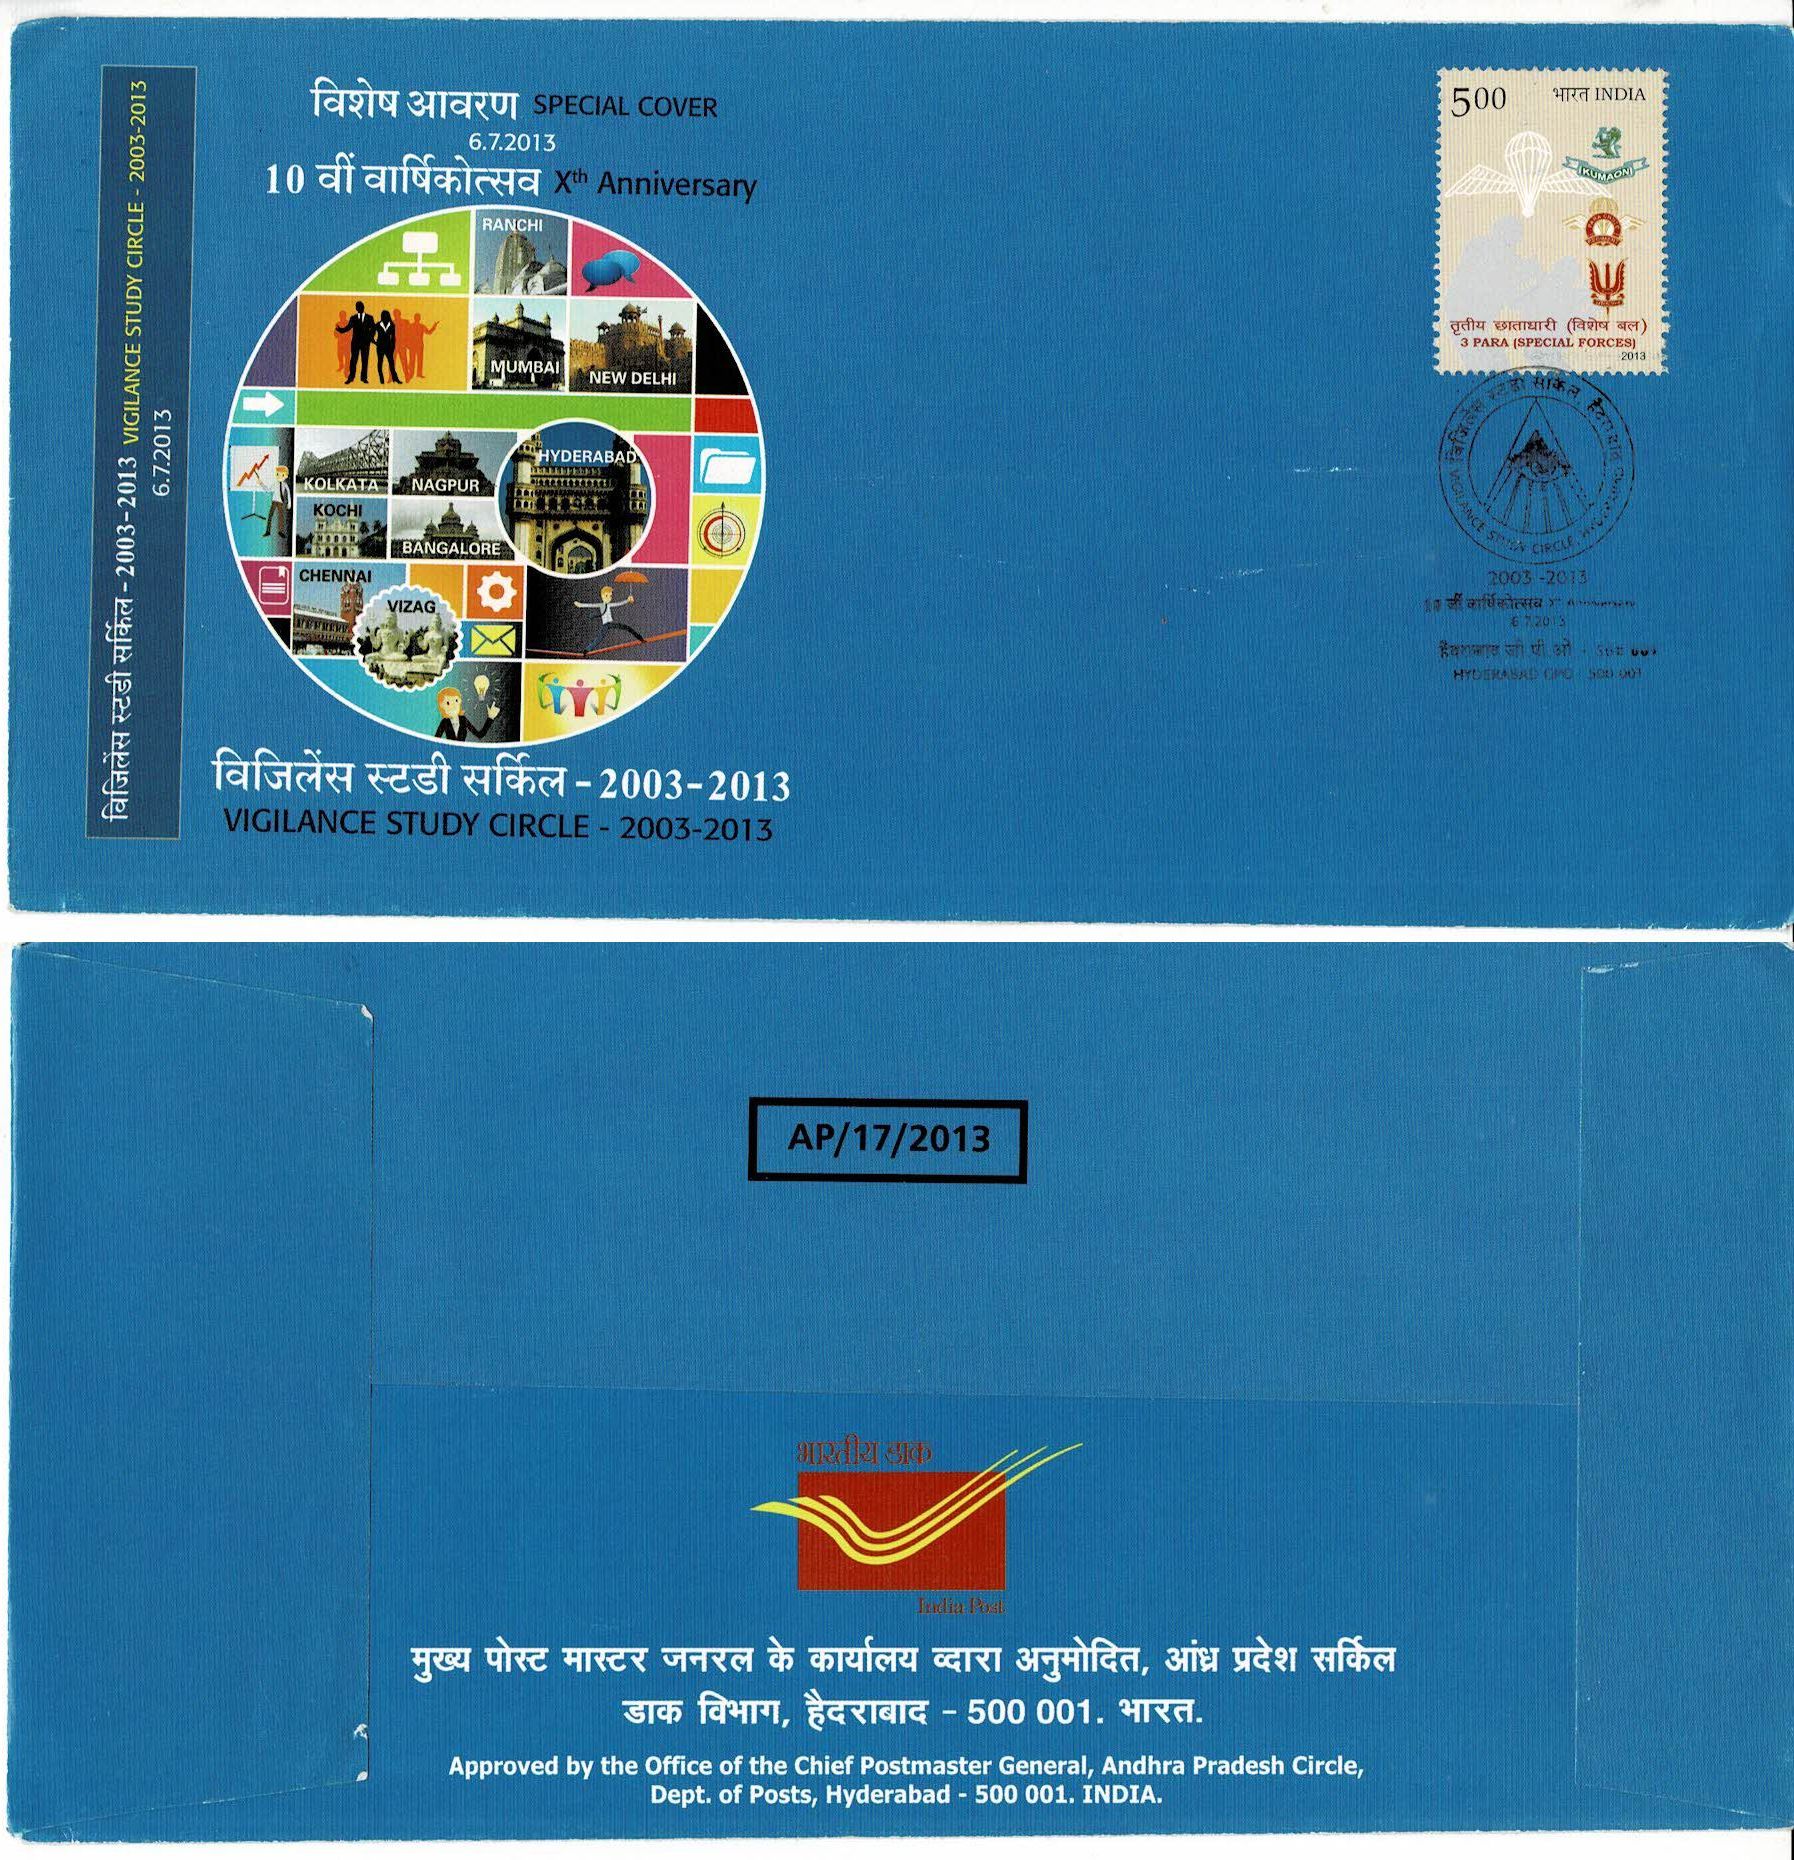 विजिलेंस स्टडी सर्किल - 2003-2013 VIGILANCE STUDY CIRCLE - 2003-2013
6.7.2013
विशेष आवरण SPECIAL COVER
6.7.2013
10 वीं वार्षिकोत्सव Xth Anniversary
RANCHI
MUMBAI
NEW DELHI
KOLKATA
NAGPUR
HYDERABAD
KOCHI
BANGALORE
CHENNAI
VIZAG
विजिलेंस स्टडी सर्किल - 2003-2013
VIGILANCE STUDY CIRCLE - 2003-2013
500 भारत INDIA
KUMAON
तृतीय छाताधारी (विशेष बल)
3 PARA (SPECIAL FORCES)
2013
विजिलेंस स्टडी सर्किल, हैदराबाद
VIGILANCE STUDY CIRCLE, HYDERABAD
2003 -2013
10 वीं वार्षिकोत्सव Xth Anniversary
6.7.2013
हैदराबाद जी.पी.ओ - 500 001
HYDERABAD GPO - 500 001
AP/17/2013
भारतीय डाक
India Post
मुख्य पोस्ट मास्टर जनरल के कार्यालय व्दारा अनुमोदित, आंध्र प्रदेश सर्किल
डाक विभाग, हैदराबाद - 500 001. भारत.
Approved by the Office of the Chief Postmaster General, Andhra Pradesh Circle,
Dept. of Posts, Hyderabad - 500 001. INDIA.